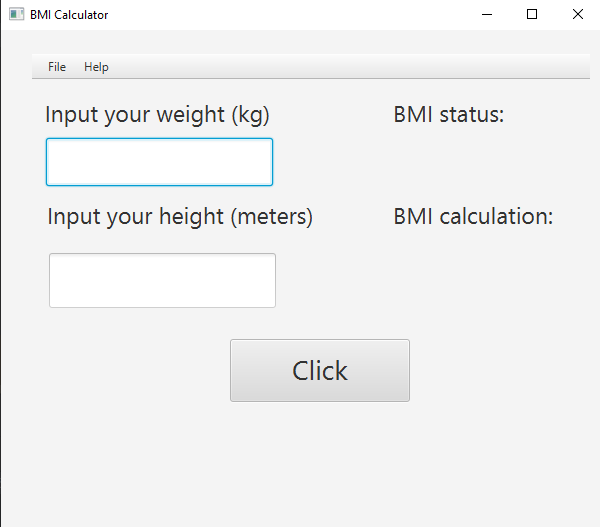 BMI Calculator
File Help
Input your weight (kg)
BMI status:
Input your height (meters)
BMI calculation:
Click